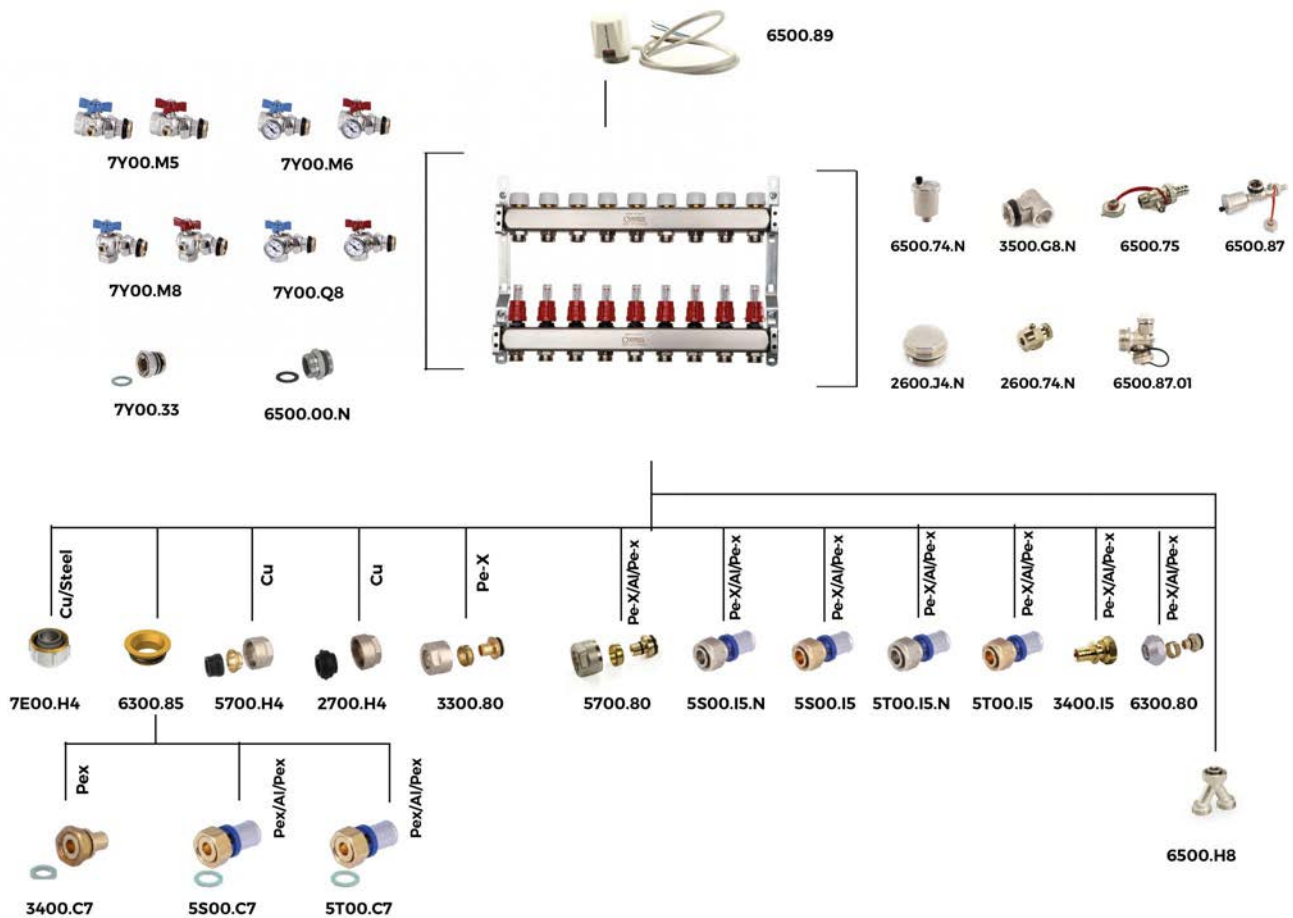 6500.89
7Y00.M5
7Y00.M6
7Y00.M8
7Y00.Q8
7Y00.33
6500.00.N
6500.74.N
3500.G8.N
6500.75
6500.87
2600.J4.N
2600.74.N
6500.87.01
Cu/Steel
Cu
Cu
Pe-X
Pe-X/Al/Pe-x
Pe-X/Al/Pe-x
Pe-X/Al/Pe-x
Pe-X/Al/Pe-x
Pe-X/Al/Pe-x
Pe-X/Al/Pe-x
Pe-X/Al/Pe-x
7E00.H4
6300.85
5700.H4
2700.H4
3300.80
5700.80
5S00.I5.N
5S00.I5
5T00.I5.N
5T00.I5
3400.I5
6300.80
Pex
Pex/Al/Pex
Pex/Al/Pex
3400.C7
5S00.C7
5T00.C7
6500.H8